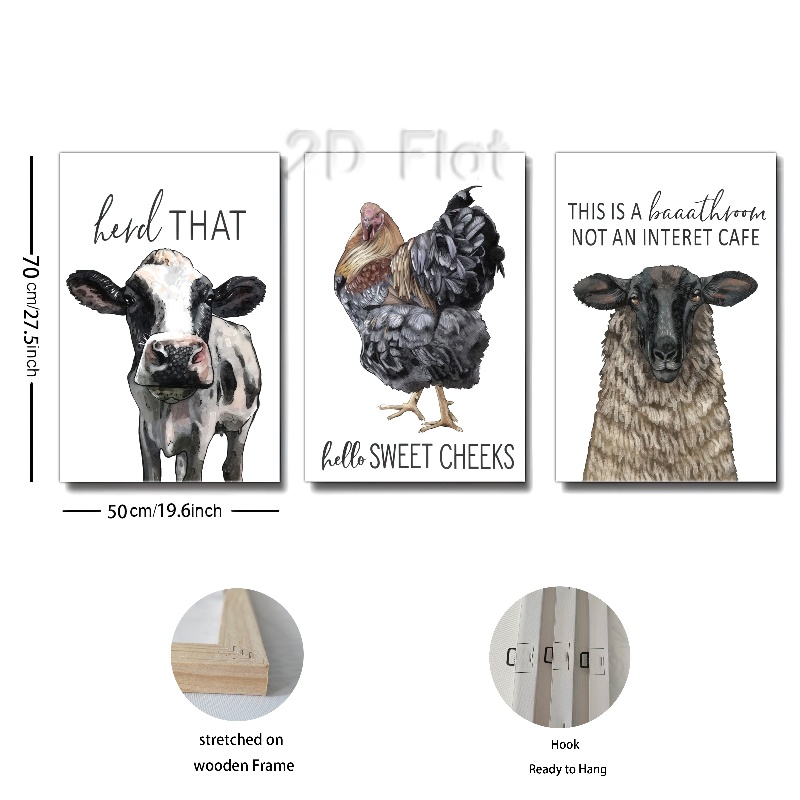 2D Flat
herd THAT
hello SWEET CHEEKS
THIS IS A baaathroom
NOT AN INTERET CAFE
70cm/27.5inch
50cm/19.6inch
stretched on
wooden Frame
Hook
Ready to Hang